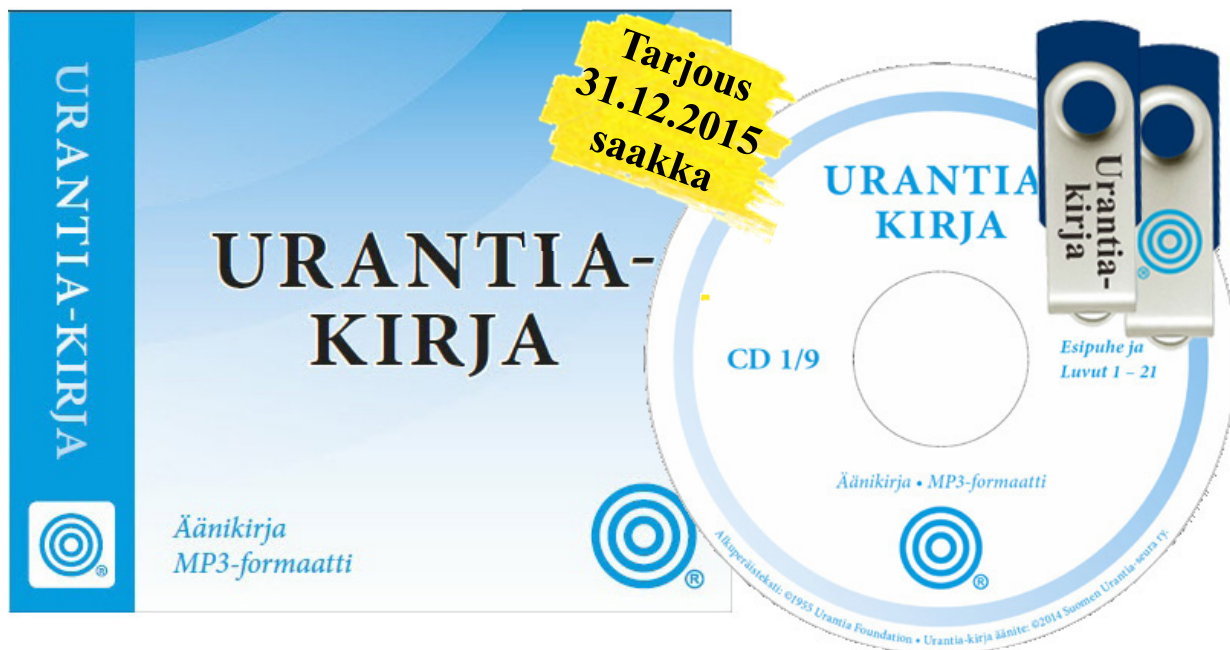 URANTIA-KIRJA
URANTIA-
KIRJA
Äänikirja
MP3-formaatti
®
®
Tarjous
31.12.2015
saakka
URANTIA
KIRJA
CD 1/9
Esipuhe ja
Luvut 1 – 21
Äänikirja • MP3-formaatti
®
Alkuperäisteksti: ©1955 Urantia Foundation • Urantia-kirja äänite: ©2014 Suomen Urantia-seura ry.
Urantia-
kirja
®